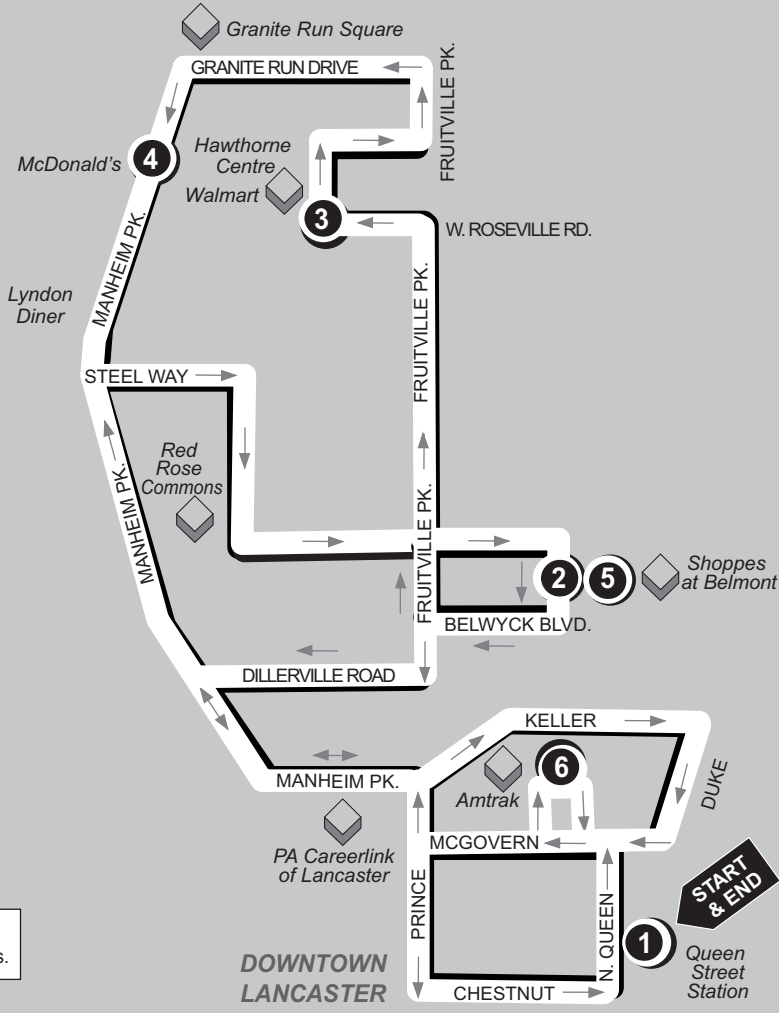 Granite Run Square
GRANITE RUN DRIVE
FRUITVILLE PK.
McDonald's
4
Hawthorne
Centre
Walmart
3
W. ROSEVILLE RD.
MANHEIM PK.
Lyndon
Diner
FRUITVILLE PK.
STEEL WAY
Red
Rose
Commons
MANHEIM PK.
FRUITVILLE PK.
2
5
Shoppes
at Belmont
BELWYCK BLVD.
DILLERVILLE ROAD
KELLER
6
Amtrak
DUKE
MANHEIM PK.
MCGOVERN
PA Careerlink
of Lancaster
PRINCE
N. QUEEN
START
& END
1
Queen
Street
Station
s.
DOWNTOWN
LANCASTER
CHESTNUT